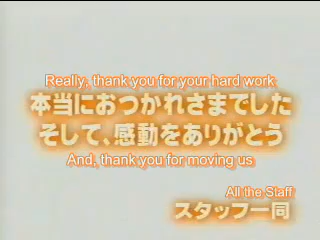 Really, thank you for your hard work
本当におつかれさまでした
そして、感動をありがとう
And, thank you for moving us
All the Staff
スタッフ一同